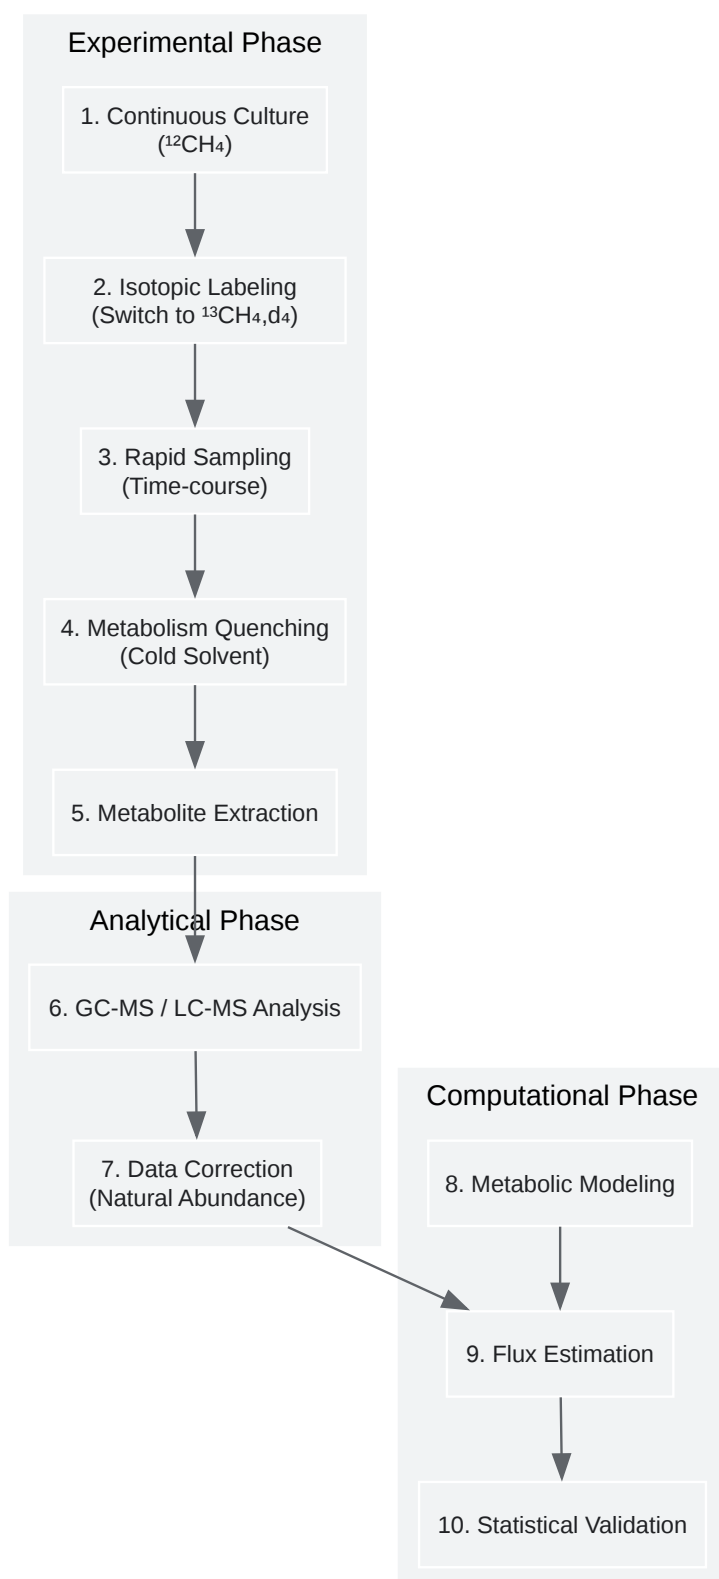 Experimental Phase
1. Continuous Culture
(¹²CH₄)
2. Isotopic Labeling
(Switch to ¹³CH₄,d₄)
3. Rapid Sampling
(Time-course)
4. Metabolism Quenching
(Cold Solvent)
5. Metabolite Extraction
Analytical Phase
6. GC-MS / LC-MS Analysis
7. Data Correction
(Natural Abundance)
Computational Phase
8. Metabolic Modeling
9. Flux Estimation
10. Statistical Validation